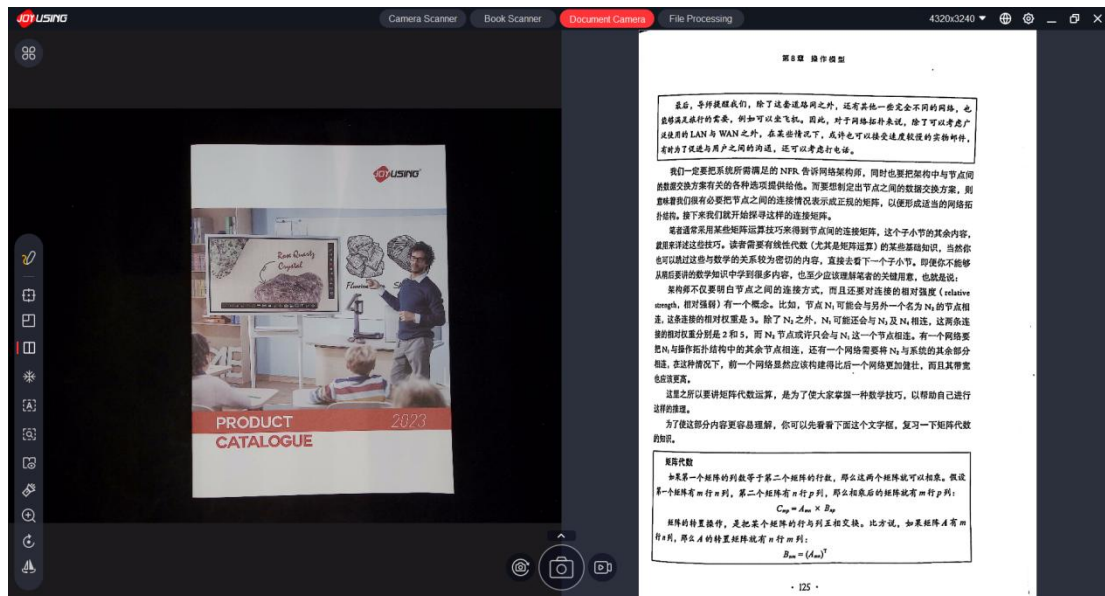 JOYUSING
Camera Scanner
Book Scanner
Document Camera
File Processing
4320x3240
JOYUSING
Rose Quartz
Crystal
PRODUCT
CATALOGUE
2023
第8章 操作模型
最后，导师提醒我们，除了这套道路网之外，还有其他一些完全不同的网络，也
能够满足旅行的需要，例如可以坐飞机。因此，对于网络拓扑来说，除了可以考虑广
泛使用的 LAN 与 WAN 之外，在某些情况下，或许也可以接受速度较慢的实物邮件，
有时为了促进与用户之间的沟通，还可以考虑打电话。
我们一定要把系统所需满足的 NFR 告诉网络架构师，同时也要把架构中与节点间
的数据交换方案有关的各种选项提供给他。而要想制定出节点之间的数据交换方案，则
意味着我们很有必要把节点之间的连接情况表示成正规的矩阵，以便形成适当的网络拓
扑结构。接下来我们就开始探寻这样的连接矩阵。
笔者通常采用某些矩阵运算技巧来得到节点间的连接矩阵，这个子小节的其余内容，
就用来详述这些技巧。读者需要有线性代数（尤其是矩阵运算）的某些基础知识，当然你
也可以跳过这些与数学的关系较为密切的内容，直接去看下一个子小节。即便你不能够
从稍后要讲的数学知识中学到很多内容，也至少应该理解笔者的关键用意，也就是说：
架构师不仅要明白节点之间的连接方式，而且还要对连接的相对强度（relative
strength，相对强弱）有一个概念。比如，节点 N₁ 可能会与另外一个名为 N₂ 的节点相
连，这条连接的相对权重是 3。除了 N₂ 之外，N₁ 可能还会与 N₃ 及 N₄ 相连，这两条连
接的相对权重分别是 2 和 5，而 N₂ 节点或许只会与 N₁ 这一个节点相连。有一个网络要
把 N₁ 与操作拓扑结构中的其余节点相连，还有一个网络需要将 N₂ 与系统的其余部分
相连，在这种情况下，前一个网络显然应该构建得比后一个网络更加健壮，而且其带宽
也应该更高。
这里之所以要讲矩阵代数运算，是为了使大家掌握一种数学技巧，以帮助自己进行
这样的推理。
为了使这部分内容更容易理解，你可以先看看下面这个文字框，复习一下矩阵代数
的知识。
矩阵代数
如果第一个矩阵的列数等于第二个矩阵的行数，那么这两个矩阵就可以相乘。假设
第一个矩阵有 m 行 n 列，第二个矩阵有 n 行 p 列，那么相乘后的矩阵就有 m 行 p 列：
Cmp = Amn × Bnp
矩阵的转置操作，是把某个矩阵的行与列互相交换。比方说，如果矩阵 A 有 m
行 n 列，那么 A 的转置矩阵就有 n 行 m 列：
Bnm = (Amn)ᵀ
· 125 ·